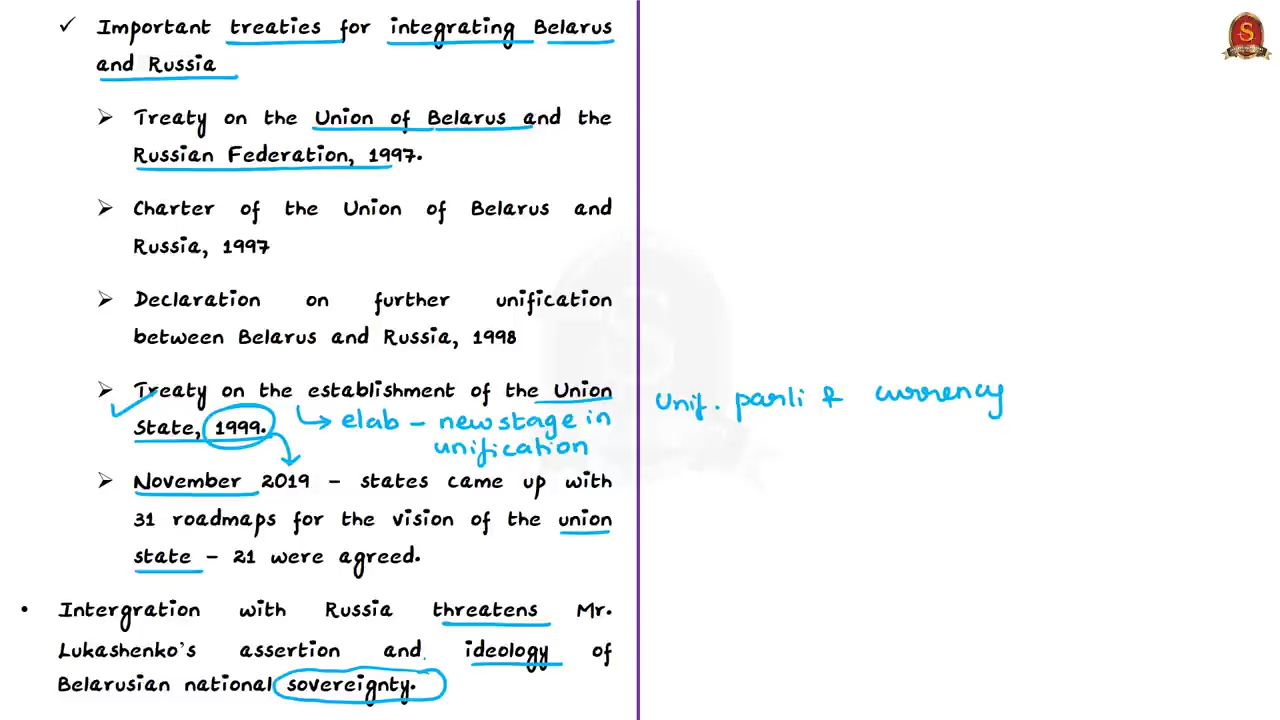 ✓ Important treaties for integrating Belarus
and Russia
➢ Treaty on the Union of Belarus and the
Russian Federation, 1997.
➢ Charter of the Union of Belarus and
Russia, 1997
➢ Declaration on further unification
between Belarus and Russia, 1998
➢ Treaty on the establishment of the Union
State, 1999.
elab - new stage in
unification
➢ November 2019 - states came up with
31 roadmaps for the vision of the union
state - 21 were agreed.
• Intergration with Russia threatens Mr.
Lukashenko's assertion and ideology of
Belarusian national sovereignty.
Unif. parli & currency
S